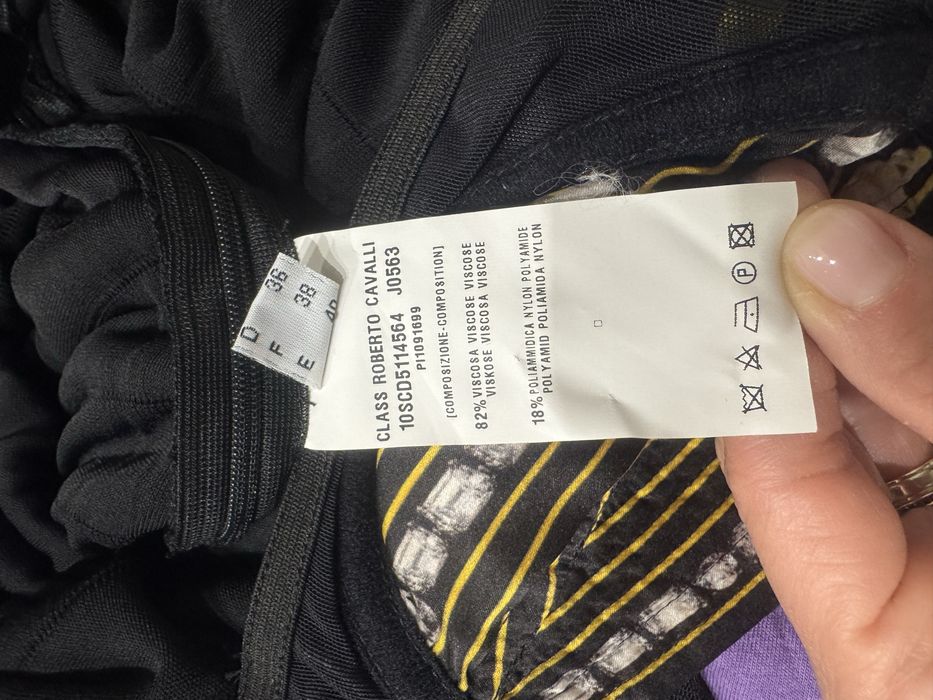 D 36
F 38
E 40
CLASS ROBERTO CAVALLI
10SCD5114564 J0563
PI1091699
[COMPOSIZIONE-COMPOSITION]
82% VISCOSA VISCOSE VISCOSE
VISKOSE VISCOSA VISCOSE
18% POLIAMMIDICA NYLON POLYAMIDE
POLYAMID POLIAMIDA NYLON
P